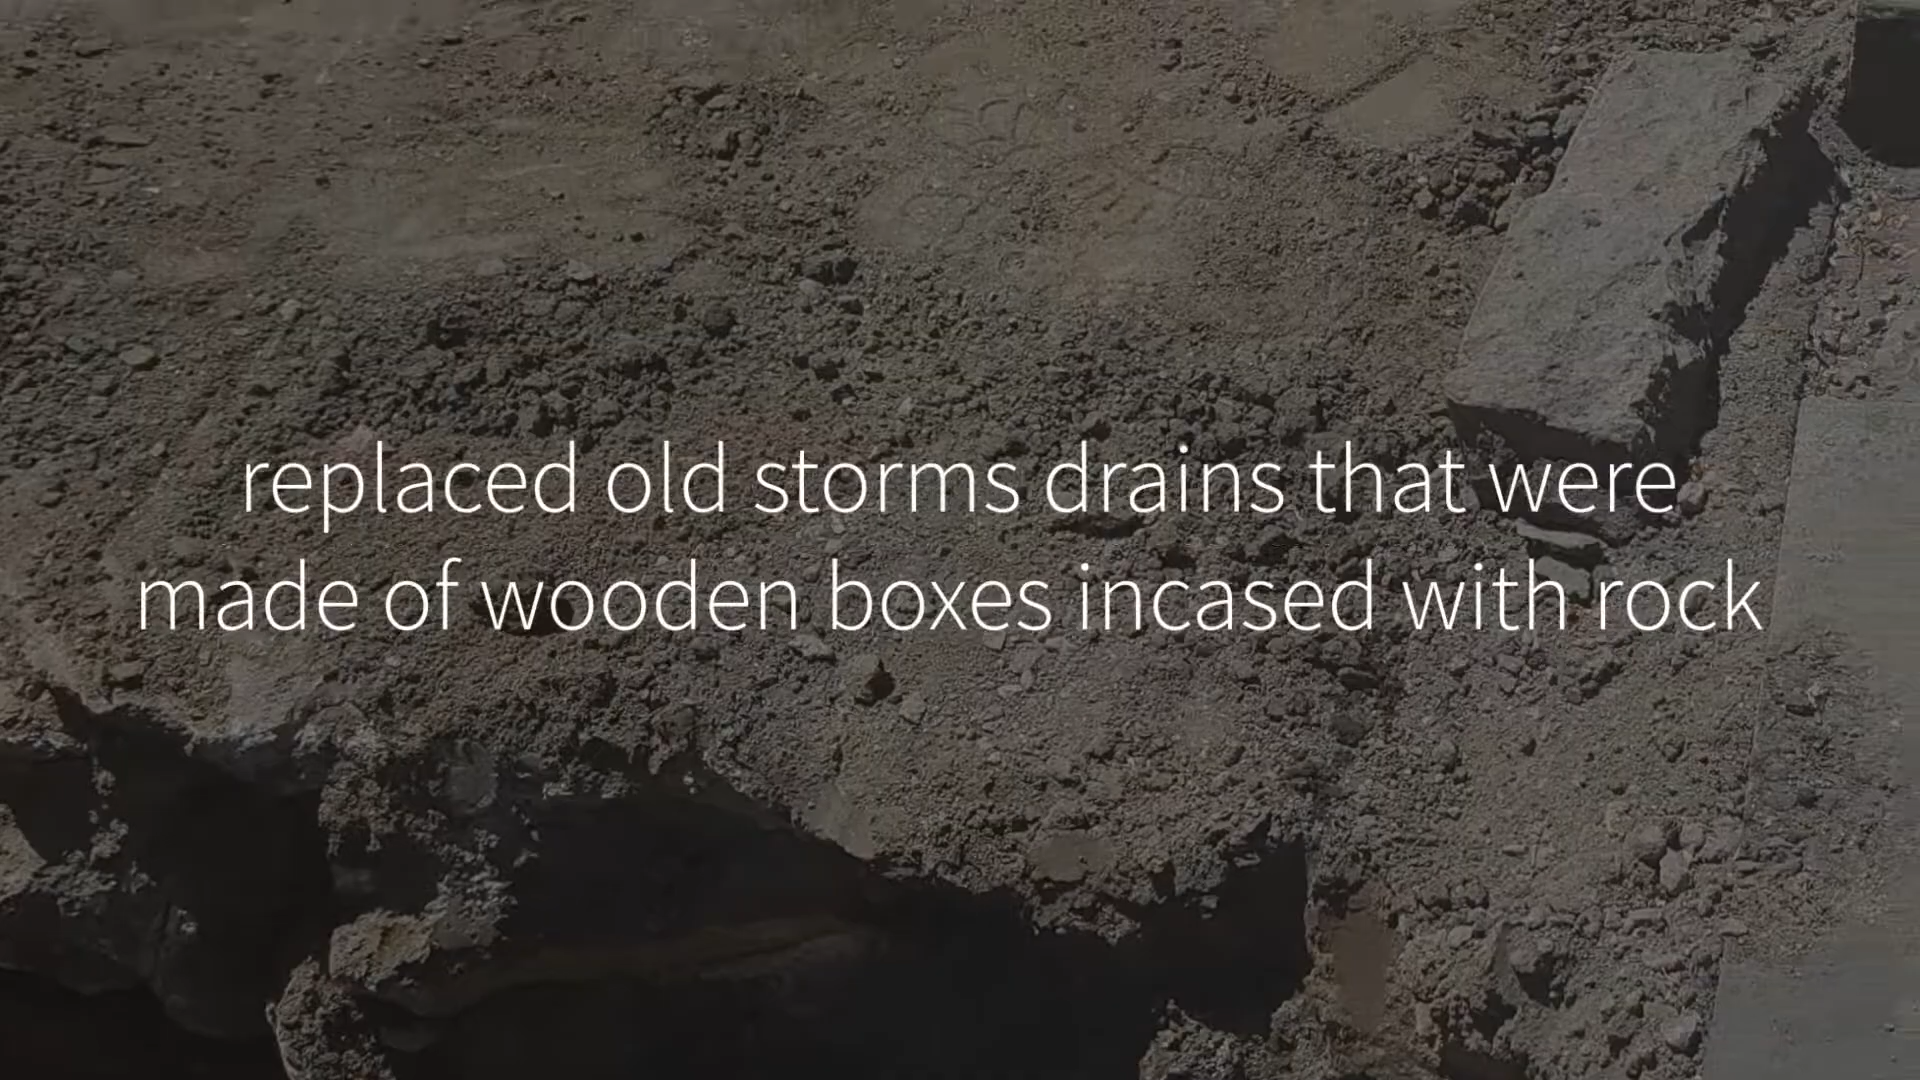 replaced old storms drains that were
made of wooden boxes incased with rock